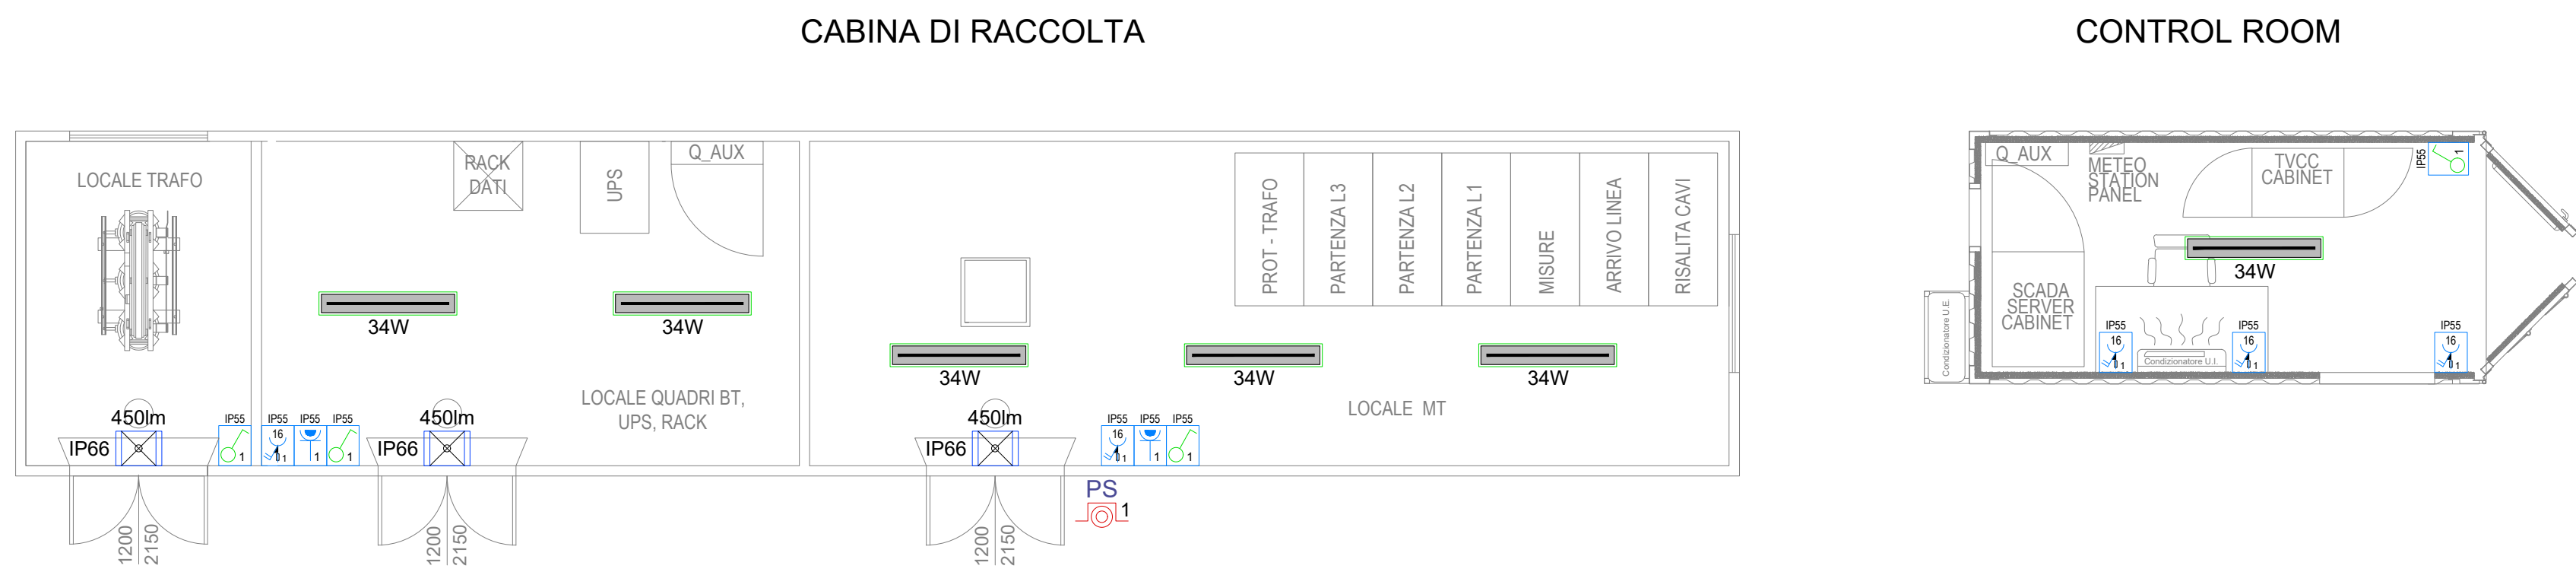 CABINA DI RACCOLTA
CONTROL ROOM
LOCALE TRAFO
RACK
DATI
UPS
Q_AUX
PROT - TRAFO
PARTENZA L3
PARTENZA L2
PARTENZA L1
MISURE
ARRIVO LINEA
RISALITA CAVI
34W
34W
34W
34W
34W
LOCALE QUADRI BT,
UPS, RACK
LOCALE MT
450lm
IP66
IP55
1
IP55
16
1
IP55
1
IP55
1
450lm
IP66
450lm
IP66
IP55
16
1
IP55
1
IP55
1
PS
1
1200
2150
1200
2150
1200
2150
Q_AUX
METEO
STATION
PANEL
TVCC
CABINET
IP55
1
34W
SCADA
SERVER
CABINET
Condizionatore U.E.
IP55
16
1
Condizionatore U.I.
IP55
16
1
IP55
16
1